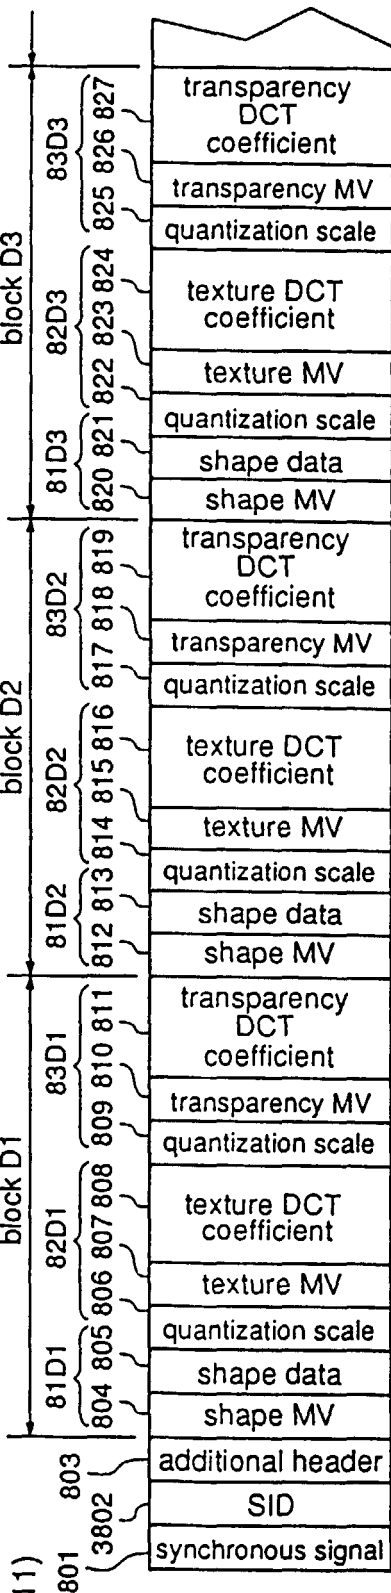 transparency
DCT
coefficient
transparency MV
quantization scale
texture DCT
coefficient
texture MV
quantization scale
shape data
shape MV
transparency
DCT
coefficient
transparency MV
quantization scale
texture DCT
coefficient
texture MV
quantization scale
shape data
shape MV
transparency
DCT
coefficient
transparency MV
quantization scale
texture DCT
coefficient
texture MV
quantization scale
shape data
shape MV
additional header
SID
synchronous signal
block D3
83D3
827
826
825
82D3
824
823
822
81D3
821
820
block D2
83D2
819
818
817
82D2
816
815
814
81D2
813
812
block D1
83D1
811
810
809
82D1
808
807
806
81D1
805
804
803
3802
801